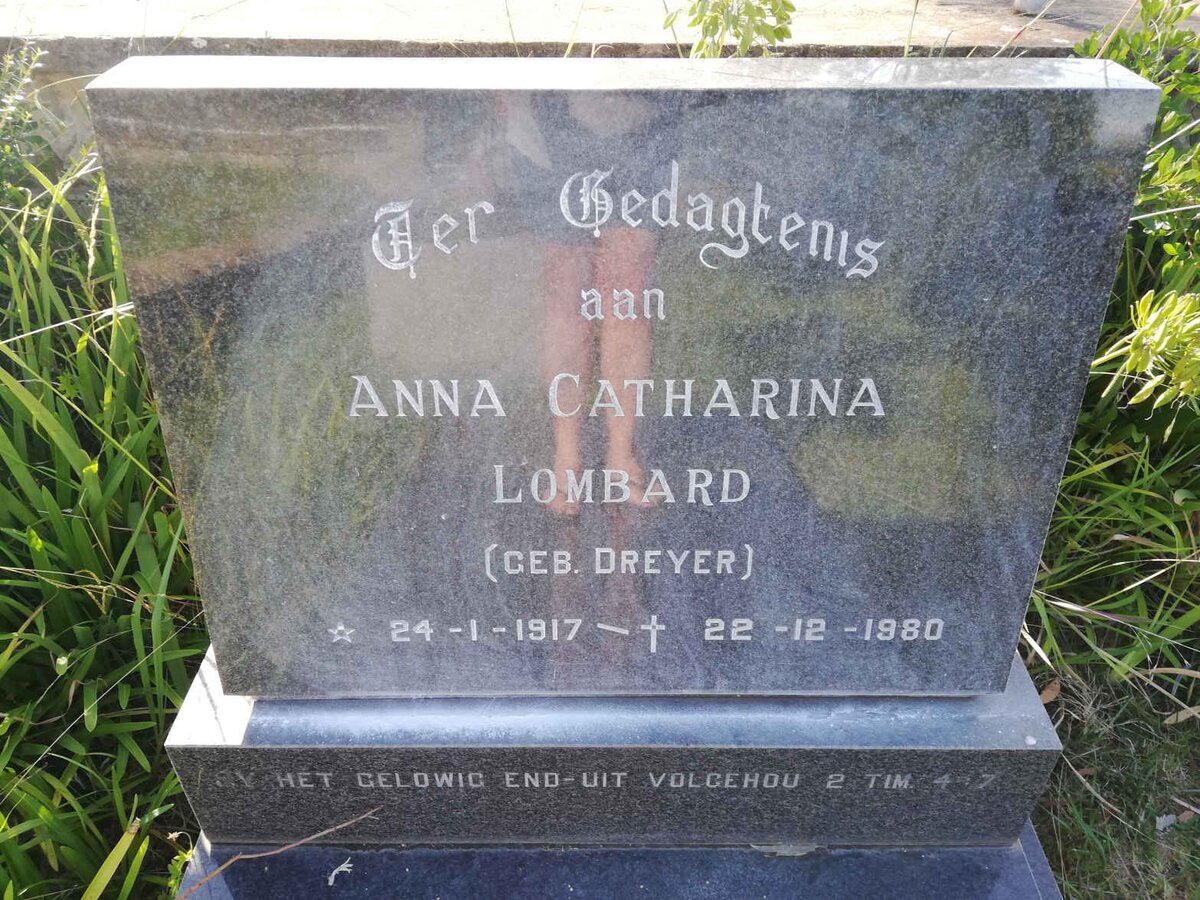 Ter Gedagtenis
aan
ANNA CATHARINA
LOMBARD
(GEB. DREYER)
☆ 24-1-1917 – ✝ 22-12-1980
SY HET GELOWIG END-UIT VOLGEHOU 2 TIM. 4-7